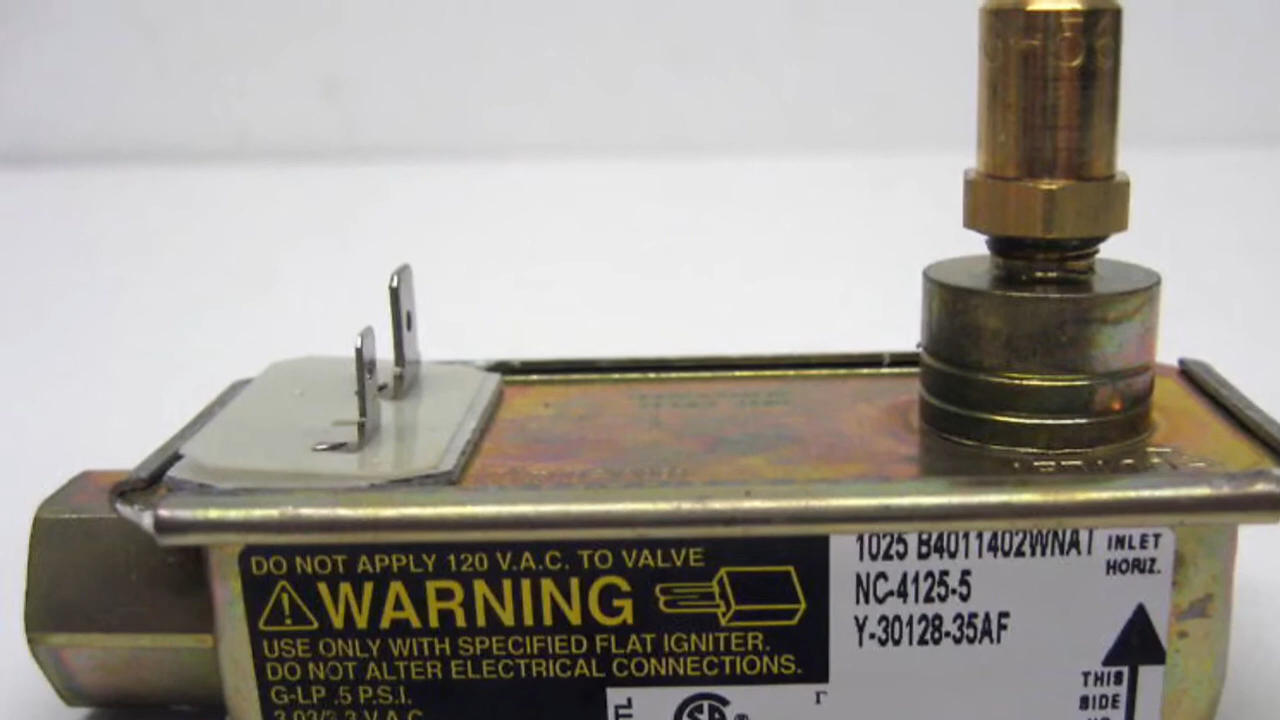 DO NOT APPLY 120 V.A.C. TO VALVE
WARNING
USE ONLY WITH SPECIFIED FLAT IGNITER.
DO NOT ALTER ELECTRICAL CONNECTIONS.
G-LP .5 P.S.I.
V.A.C.
1025 B4011402WNAT
NC-4125-5
Y-30128-35AF
INLET
HORIZ.
THIS
SIDE